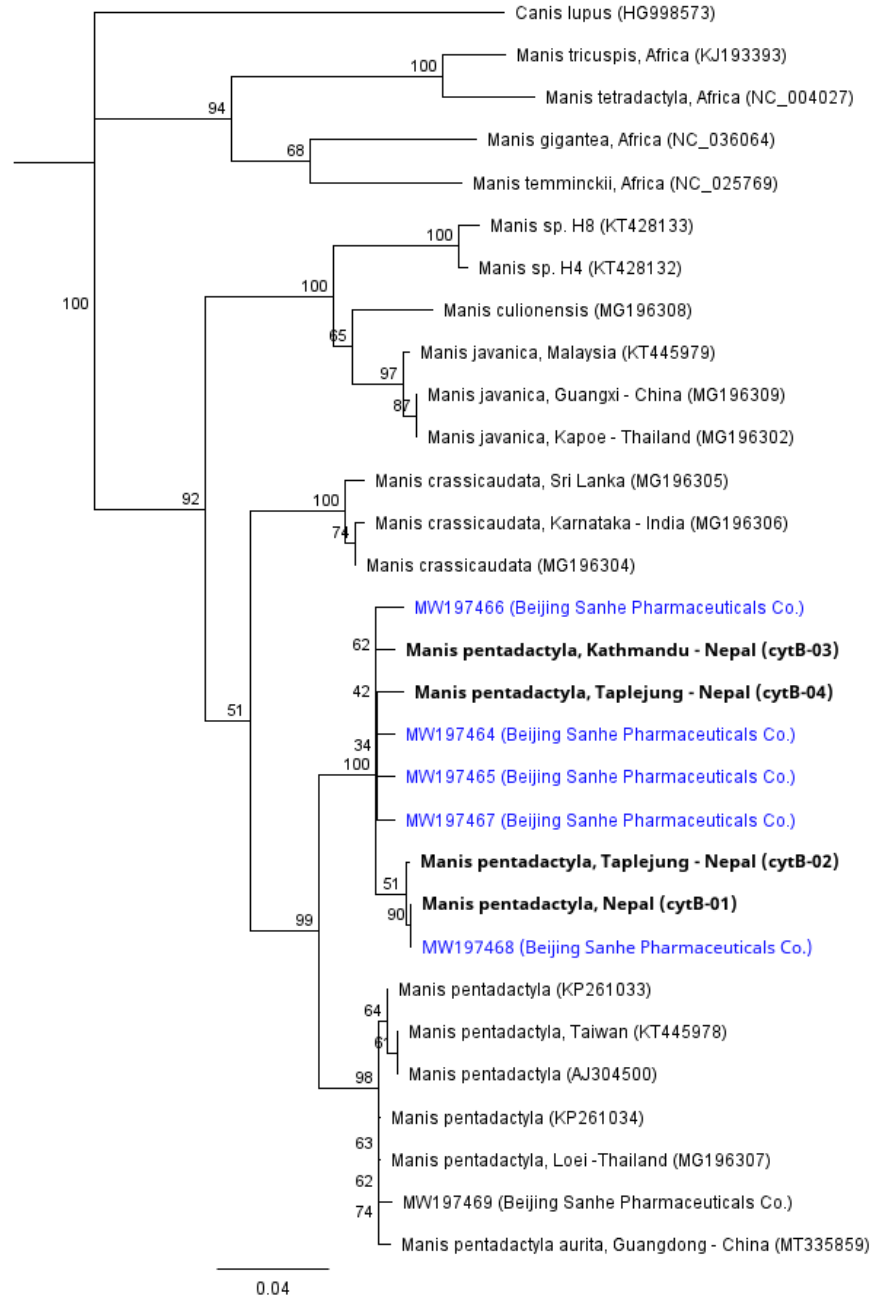 Canis lupus (HG998573)
Manis tricuspis, Africa (KJ193393)
100
Manis tetradactyla, Africa (NC_004027)
94
Manis gigantea, Africa (NC_036064)
68
Manis temminckii, Africa (NC_025769)
Manis sp. H8 (KT428133)
100
Manis sp. H4 (KT428132)
100
100
Manis culionensis (MG196308)
65
Manis javanica, Malaysia (KT445979)
97
Manis javanica, Guangxi - China (MG196309)
87
Manis javanica, Kapoe - Thailand (MG196302)
Manis crassicaudata, Sri Lanka (MG196305)
92
100
Manis crassicaudata, Karnataka - India (MG196306)
74
Manis crassicaudata (MG196304)
MW197466 (Beijing Sanhe Pharmaceuticals Co.)
62
Manis pentadactyla, Kathmandu - Nepal (cytB-03)
42
Manis pentadactyla, Taplejung - Nepal (cytB-04)
51
MW197464 (Beijing Sanhe Pharmaceuticals Co.)
34
100
MW197465 (Beijing Sanhe Pharmaceuticals Co.)
MW197467 (Beijing Sanhe Pharmaceuticals Co.)
Manis pentadactyla, Taplejung - Nepal (cytB-02)
51
Manis pentadactyla, Nepal (cytB-01)
90
99
MW197468 (Beijing Sanhe Pharmaceuticals Co.)
Manis pentadactyla (KP261033)
64
Manis pentadactyla, Taiwan (KT445978)
61
Manis pentadactyla (AJ304500)
98
Manis pentadactyla (KP261034)
63
Manis pentadactyla, Loei -Thailand (MG196307)
62
MW197469 (Beijing Sanhe Pharmaceuticals Co.)
74
Manis pentadactyla aurita, Guangdong - China (MT335859)
0.04